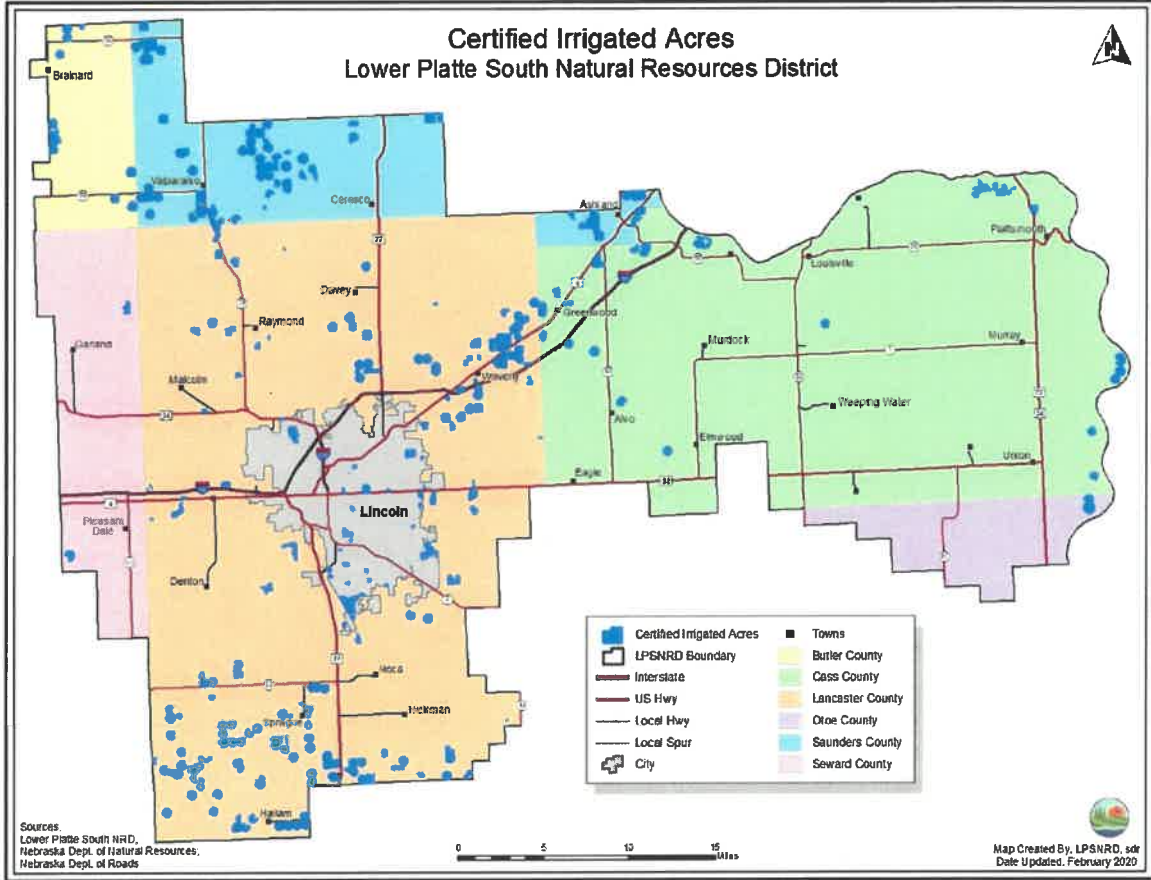 Certified Irrigated Acres
Lower Platte South Natural Resources District
N
Brainard
Valparaiso
Ceresco
Ashland
Plattsmouth
Louisville
77
Davey
Greenwood
Raymond
Garland
Murdock
Murray
Malcolm
Waverly
Weeping Water
34
Alvo
Elmwood
Union
Eagle
Lincoln
Pleasant
Dale
Denton
Roca
Sprague
Hickman
Hallam
Certified Irrigated Acres
LPSNRD Boundary
Interstate
US Hwy
Local Hwy
Local Spur
City
Towns
Butler County
Cass County
Lancaster County
Otoe County
Saunders County
Seward County
Sources:
Lower Platte South NRD,
Nebraska Dept. of Natural Resources,
Nebraska Dept. of Roads
0 5 10 15
Miles
Map Created By, LPSNRD, sdr
Date Updated, February 2020